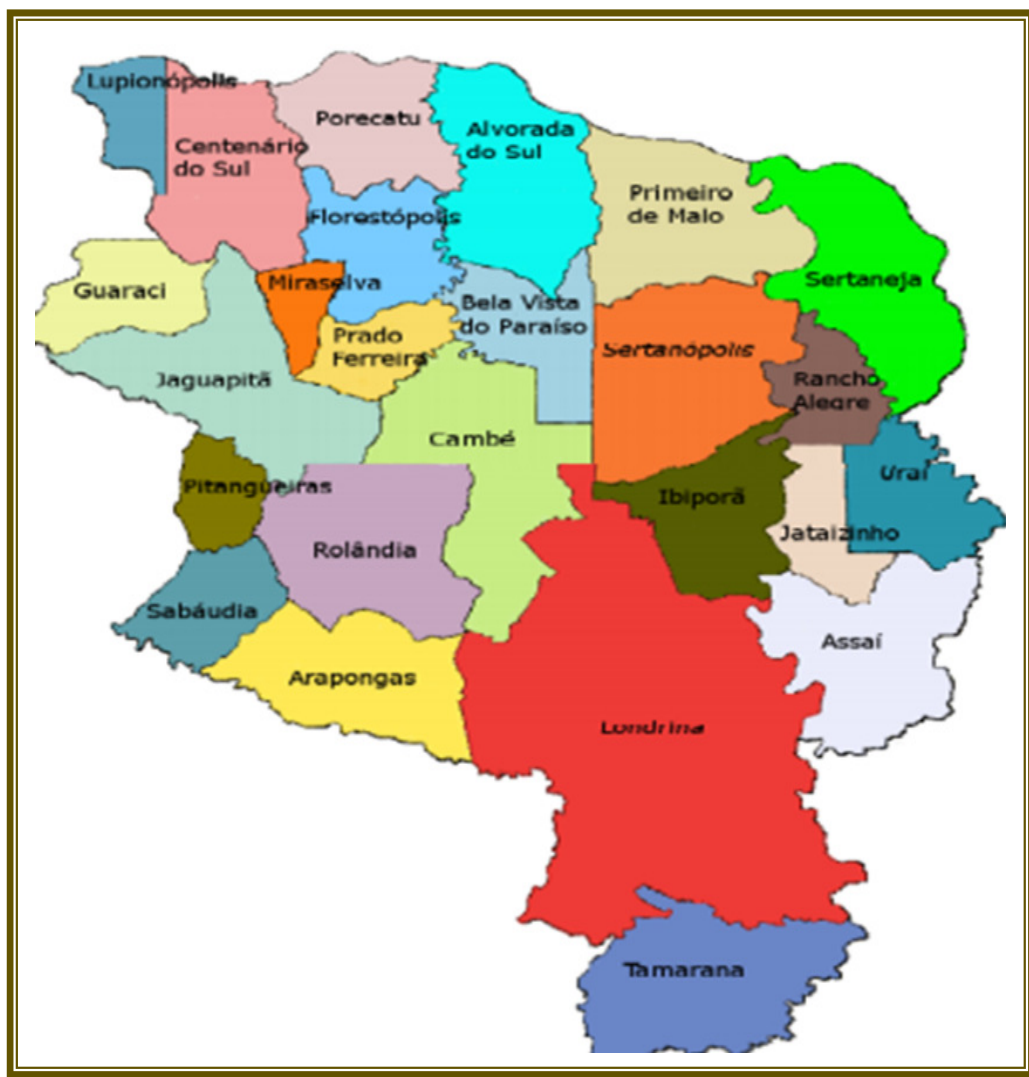 Lupionópolis
Porecatu
Alvorada
do Sul
Centenário
do Sul
Primeiro
de Maio
Florestópolis
Sertaneja
Guaraci
Miraselva
Bela Vista
do Paraíso
Prado
Ferreira
Sertanópolis
Jaguapitã
Rancho
Alegre
Cambé
Uraí
Pitangueiras
Ibiporã
Jataizinho
Rolândia
Sabáudia
Assaí
Arapongas
Londrina
Tamarana